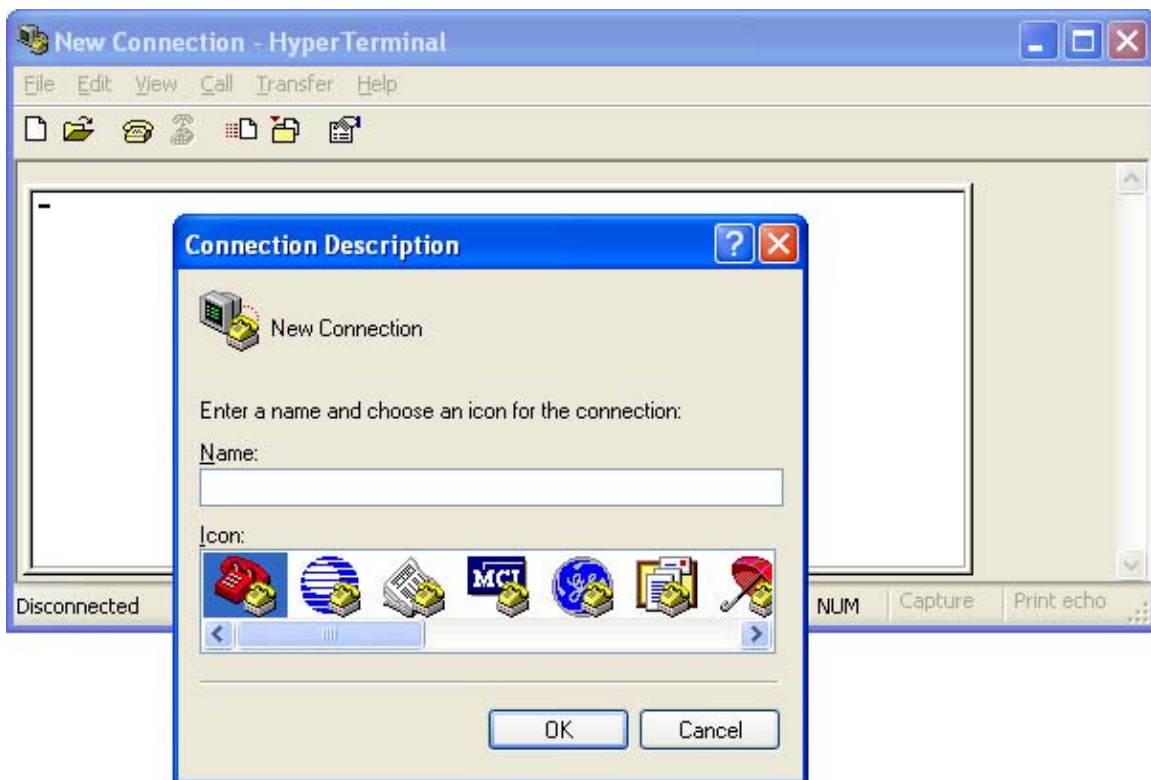 New Connection - HyperTerminal
File Edit View Call Transfer Help
Connection Description
New Connection
Enter a name and choose an icon for the connection:
Name:
Icon:
MCI
GE
Disconnected
NUM
Capture
Print echo
OK
Cancel